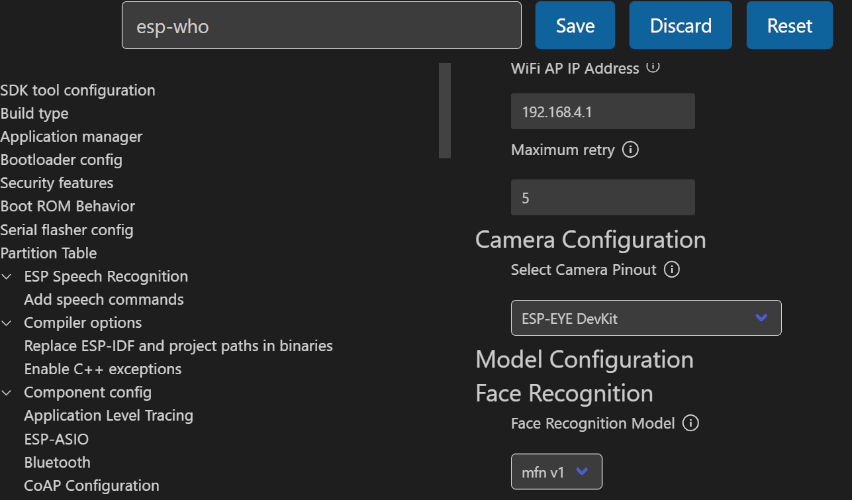 esp-who
Save
Discard
Reset
SDK tool configuration
Build type
Application manager
Bootloader config
Security features
Boot ROM Behavior
Serial flasher config
Partition Table
ESP Speech Recognition
Add speech commands
Compiler options
Replace ESP-IDF and project paths in binaries
Enable C++ exceptions
Component config
Application Level Tracing
ESP-ASIO
Bluetooth
CoAP Configuration
WiFi AP IP Address
192.168.4.1
Maximum retry
5
Camera Configuration
Select Camera Pinout
ESP-EYE DevKit
Model Configuration
Face Recognition
Face Recognition Model
mfn v1